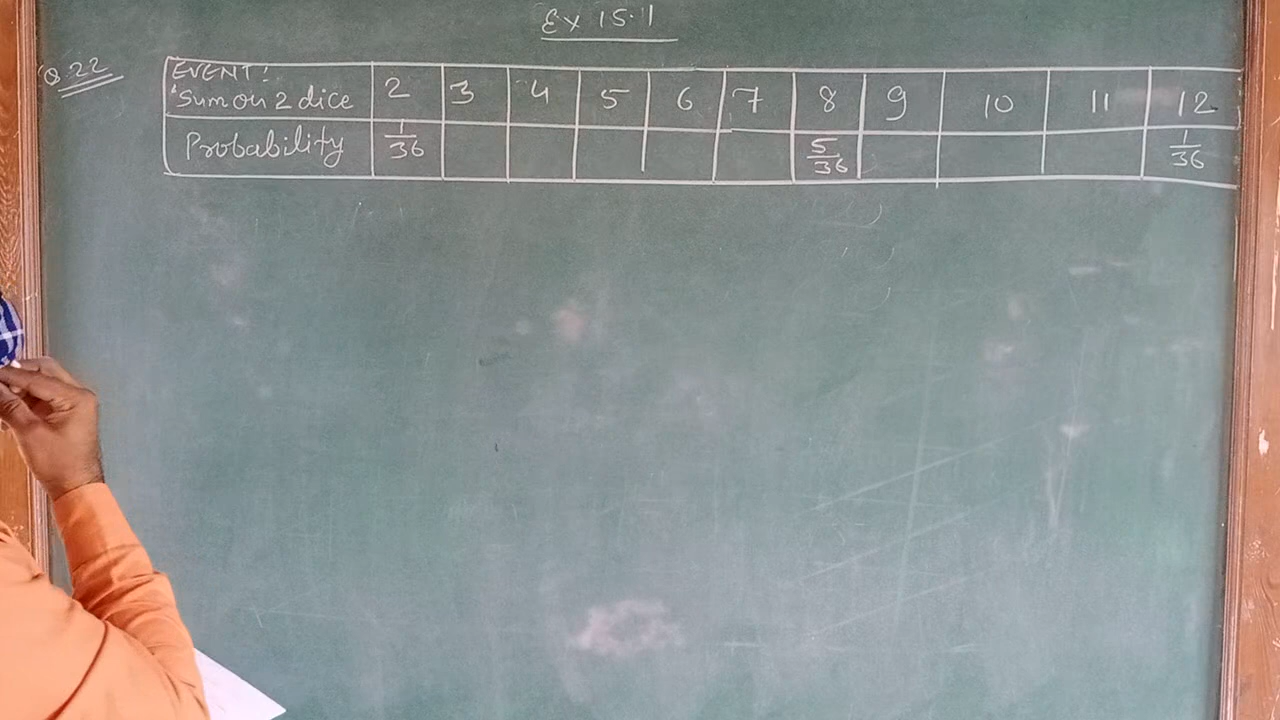 Ex 15.1
Q.22
EVENT:
'Sum on 2 dice 2 3 4 5 6 7 8 9 10 11 12
Probability 1/36 5/36 1/36